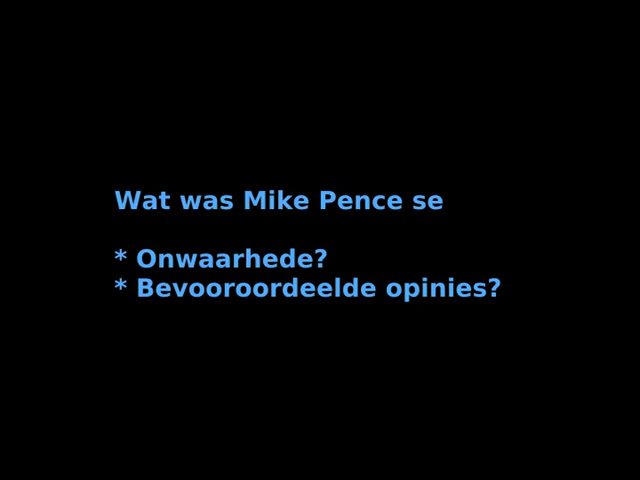 Wat was Mike Pence se
* Onwaarhede?
* Bevooroordeelde opinies?